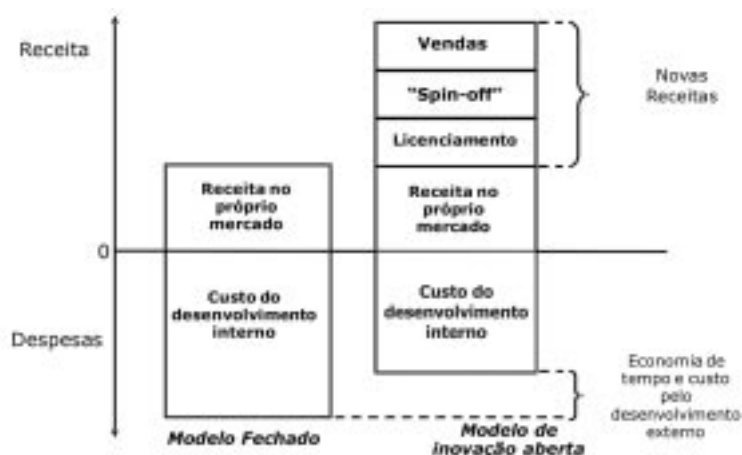 Receita
Vendas
"Spin-off"
Licenciamento
Novas
Receitas
Receita no
próprio
mercado
Receita no
próprio
mercado
0
Custo do
desenvolvimento
interno
Custo do
desenvolvimento
interno
Despesas
Economia de
tempo e custo
pelo
desenvolvimento
externo
Modelo Fechado
Modelo de
inovação aberta